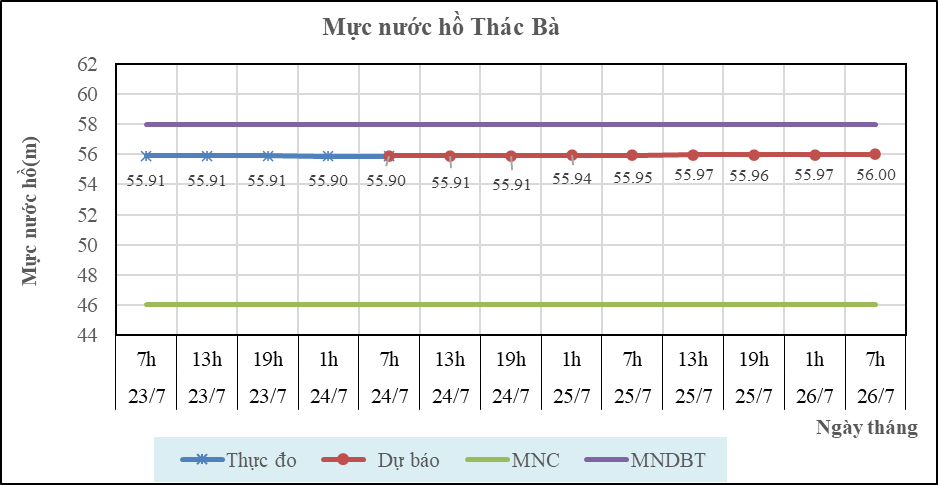 Mực nước hồ Thác Bà
Mực nước hồ(m)
62
60
58
56
54
52
50
48
46
44
55.91 55.91 55.91 55.90 55.90 55.91 55.91 55.94 55.95 55.97 55.96 55.97 56.00
7h 13h 19h 1h 7h 13h 19h 1h 7h 13h 19h 1h 7h
23/7 23/7 23/7 24/7 24/7 24/7 24/7 25/7 25/7 25/7 25/7 26/7 26/7
Ngày tháng
Thực đo Dự báo MNC MNDBT